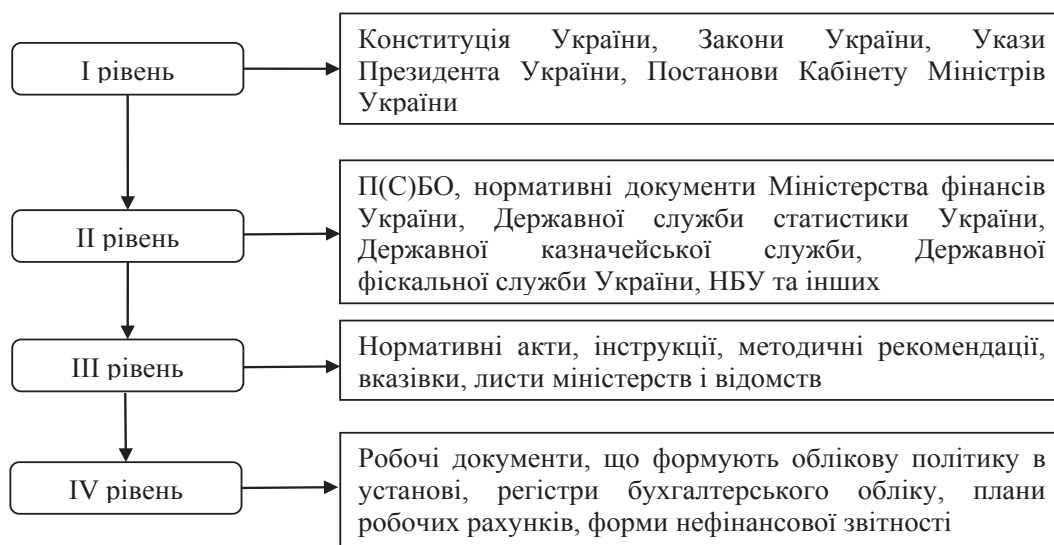 І рівень
Конституція України, Закони України, Укази
Президента України, Постанови Кабінету Міністрів
України
ІІ рівень
П(С)БО, нормативні документи Міністерства фінансів
України, Державної служби статистики України,
Державної казначейської служби, Державної
фіскальної служби України, НБУ та інших
ІІІ рівень
Нормативні акти, інструкції, методичні рекомендації,
вказівки, листи міністерств і відомств
IV рівень
Робочі документи, що формують облікову політику в
установі, регістри бухгалтерського обліку, плани
робочих рахунків, форми нефінансової звітності